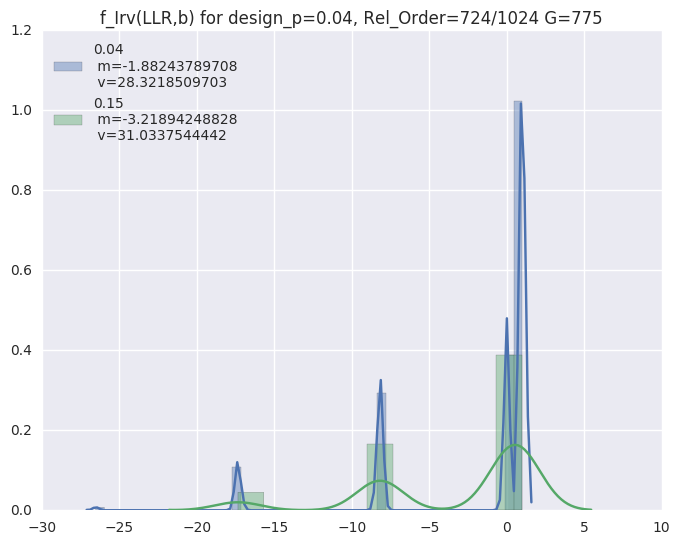 f_Irv(LLR,b) for design_p=0.04, Rel_Order=724/1024 G=775
1.2
1.0
0.8
0.6
0.4
0.2
0.0
0.04
m=-1.88243789708
v=28.3218509703
0.15
m=-3.21894248828
v=31.0337544442
−30 −25 −20 −15 −10 −5 0 5 10